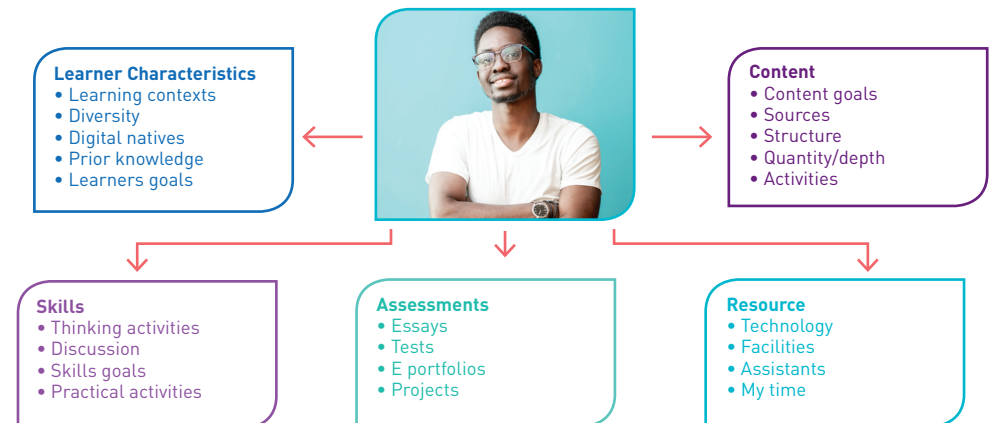 Learner Characteristics
• Learning contexts
• Diversity
• Digital natives
• Prior knowledge
• Learners goals
Content
• Content goals
• Sources
• Structure
• Quantity/depth
• Activities
Skills
• Thinking activities
• Discussion
• Skills goals
• Practical activities
Assessments
• Essays
• Tests
• E portfolios
• Projects
Resource
• Technology
• Facilities
• Assistants
• My time